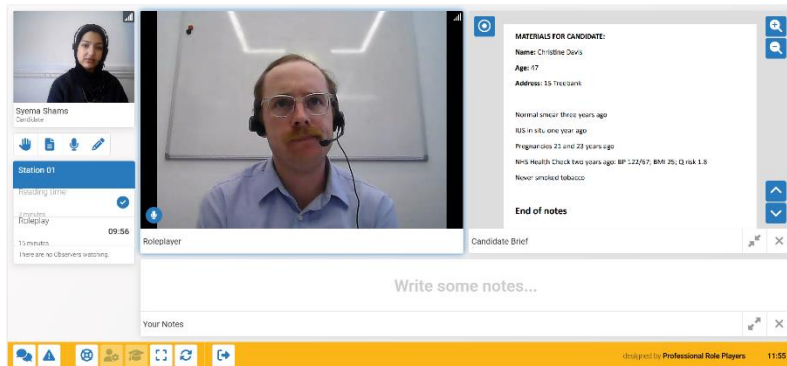 Syema Shams
Candidate
Station 01
Reading Time
2 minutes
Roleplay
09:56
15 minutes
There are no Observers watching.
Roleplayer
MATERIALS FOR CANDIDATE:
Name: Christine Davis
Age: 47
Address: 15 Treebank
Normal smear three years ago
IUS in situ one year ago
Pregnancies 21 and 23 years ago
NHS Health Check two years ago: BP 122/67; BMI 25; Q risk 1.8
Never smoked tobacco
End of notes
Candidate Brief
Write some notes...
Your Notes
designed by Professional Role Players
11:55